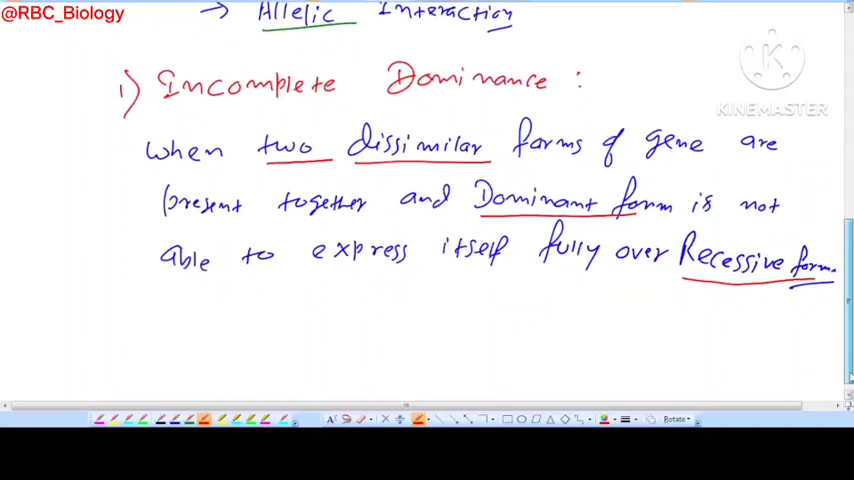 @RBC_Biology
→ Allelic Interaction
KINEMASTER
i) Incomplete Dominance :
when two dissimilar forms of gene are
present together and Dominant form is not
able to express itself fully over Recessive form.
Rotate